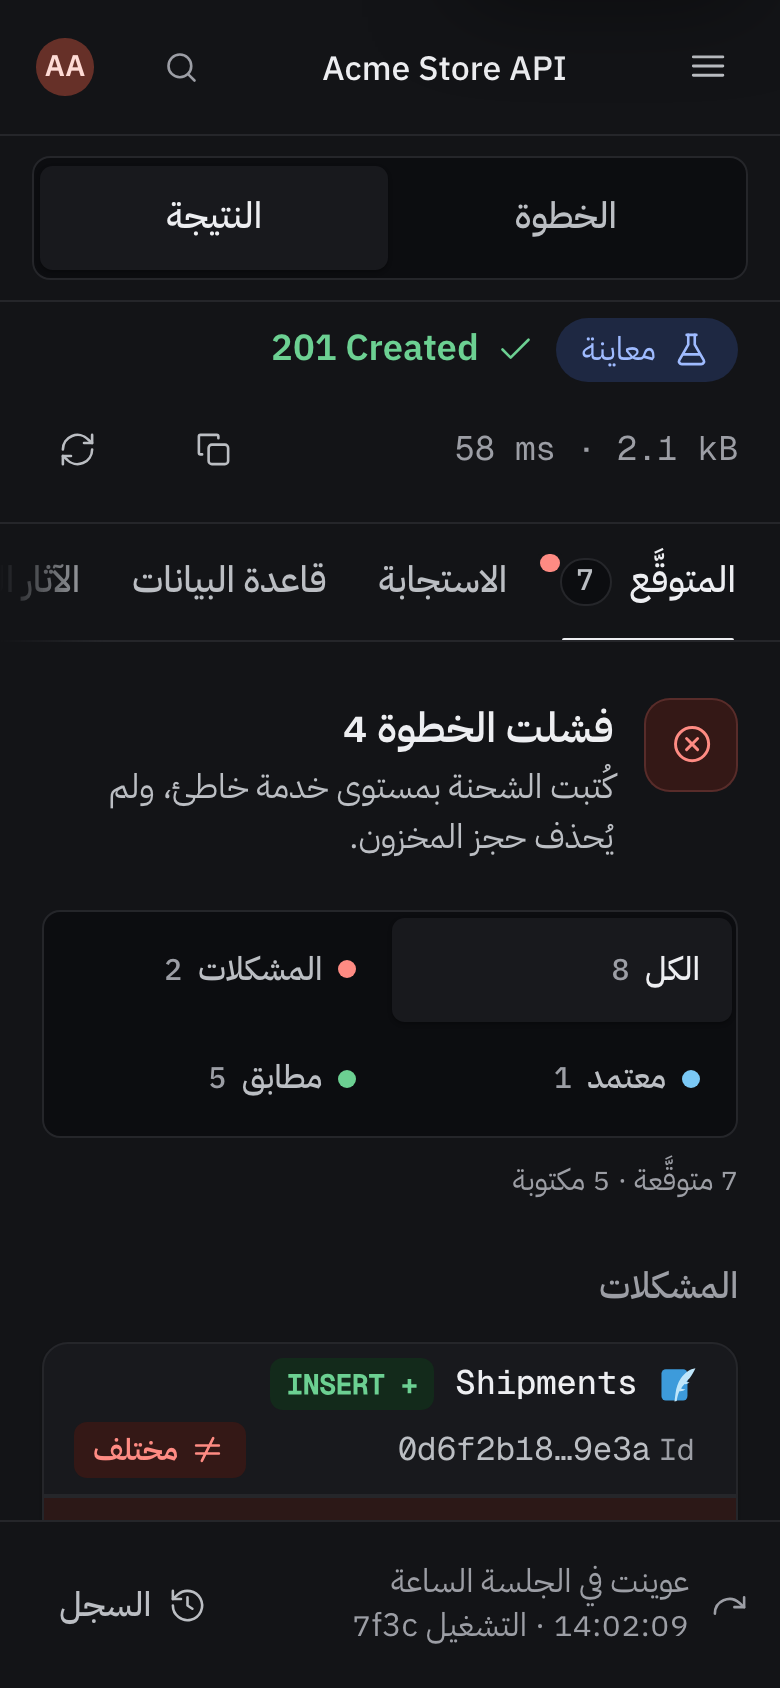 Acme Store API
AA
الخطوة
النتيجة
معاينة
201 Created
58 ms · 2.1 kB
المتوقَّع 7
الاستجابة
قاعدة البيانات
الآثار ا
فشلت الخطوة 4
كُتبت الشحنة بمستوى خدمة خاطئ، ولم
يُحذف حجز المخزون.
الكل 8
المشكلات 2
معتمد 1
مطابق 5
7 متوقَّعة · 5 مكتوبة
المشكلات
Shipments
INSERT +
Id 0d6f2b18…9e3a
≠ مختلف
عوينت في الجلسة الساعة
14:02:09 · التشغيل 7f3c
السجل